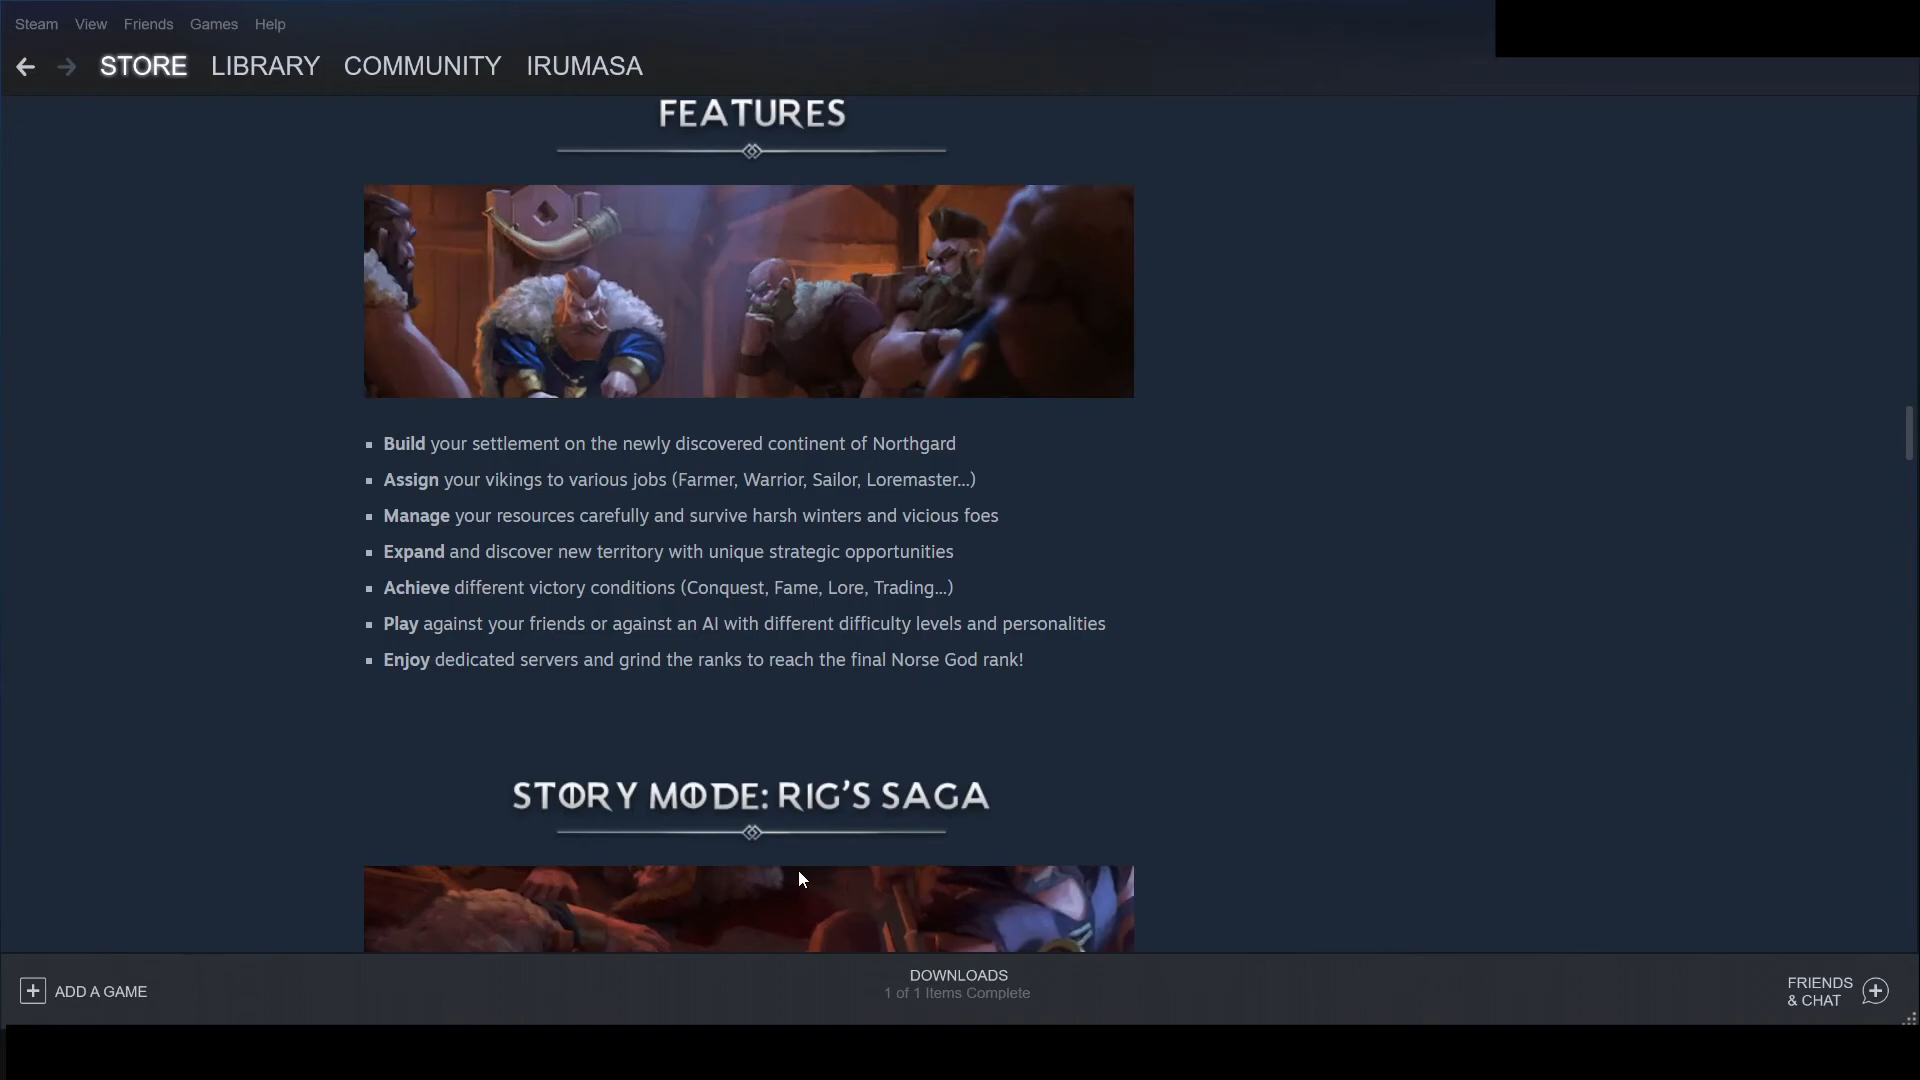 Steam View Friends Games Help
STORE LIBRARY COMMUNITY IRUMASA
FEATURES
Build your settlement on the newly discovered continent of Northgard
Assign your vikings to various jobs (Farmer, Warrior, Sailor, Loremaster...)
Manage your resources carefully and survive harsh winters and vicious foes
Expand and discover new territory with unique strategic opportunities
Achieve different victory conditions (Conquest, Fame, Lore, Trading...)
Play against your friends or against an AI with different difficulty levels and personalities
Enjoy dedicated servers and grind the ranks to reach the final Norse God rank!
STORY MODE: RIG'S SAGA
ADD A GAME
DOWNLOADS
1 of 1 Items Complete
FRIENDS
& CHAT